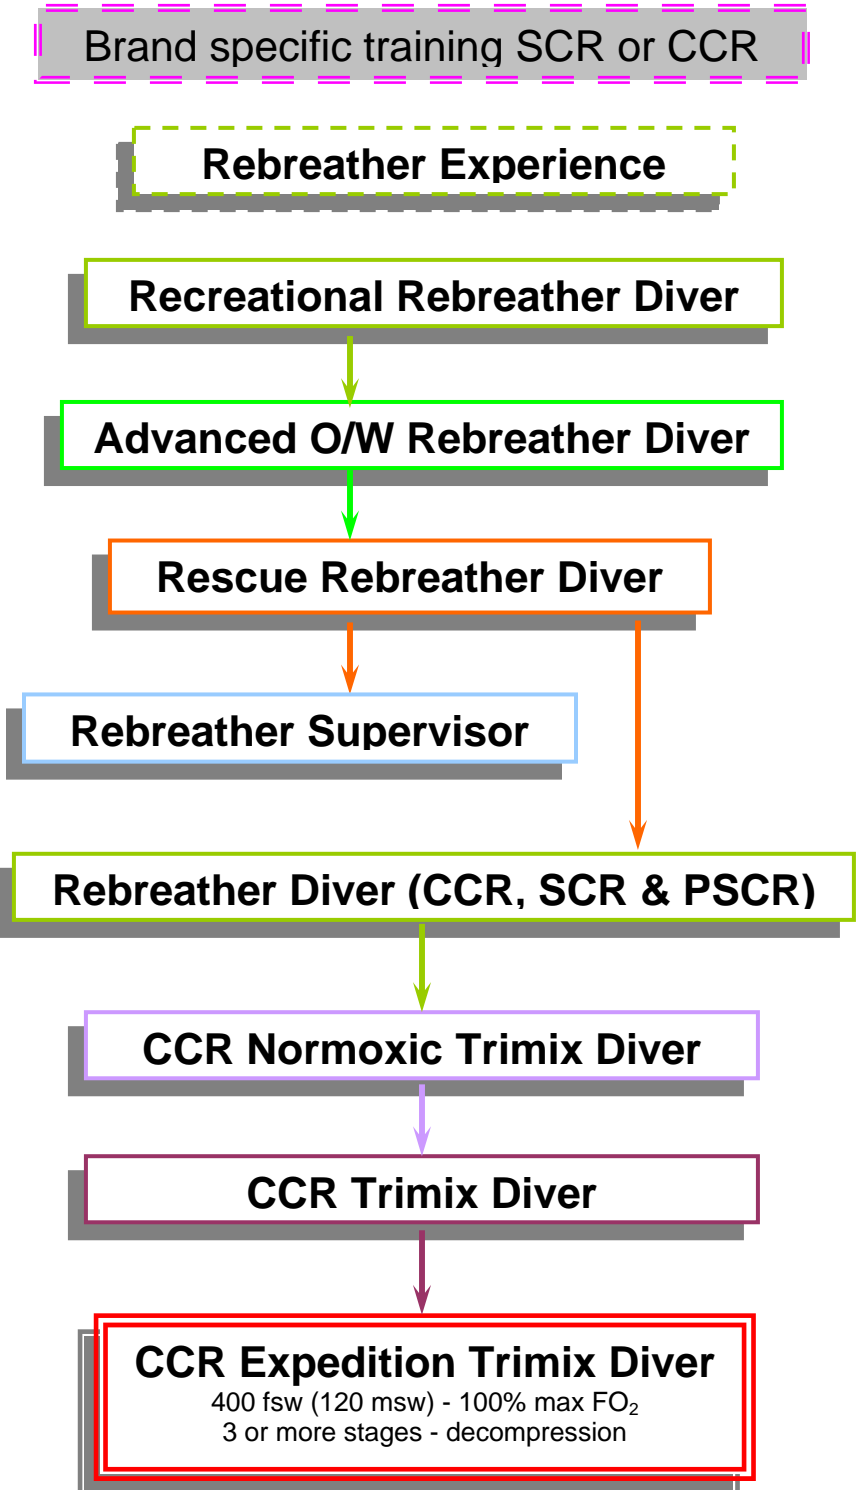 Brand specific training SCR or CCR
Rebreather Experience
Recreational Rebreather Diver
Advanced O/W Rebreather Diver
Rescue Rebreather Diver
Rebreather Supervisor
Rebreather Diver (CCR, SCR & PSCR)
CCR Normoxic Trimix Diver
CCR Trimix Diver
CCR Expedition Trimix Diver
400 fsw (120 msw) - 100% max FO₂
3 or more stages - decompression